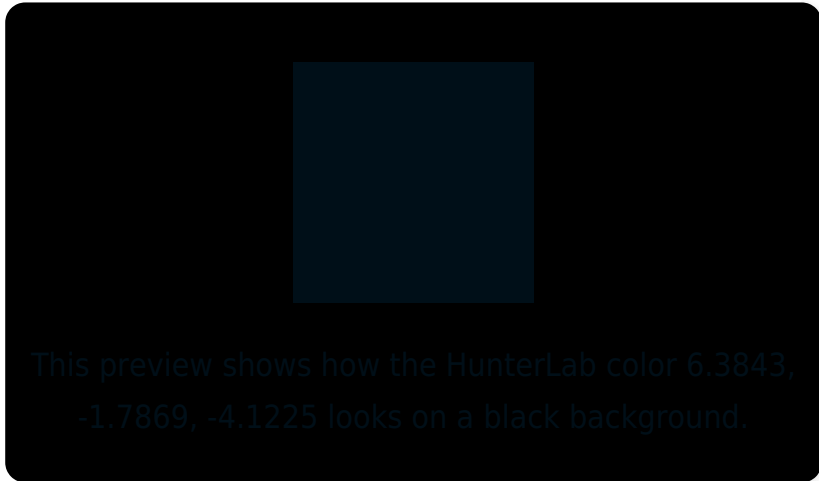 This preview shows how the HunterLab color 6.3843,
-1.7869, -4.1225 looks on a black background.